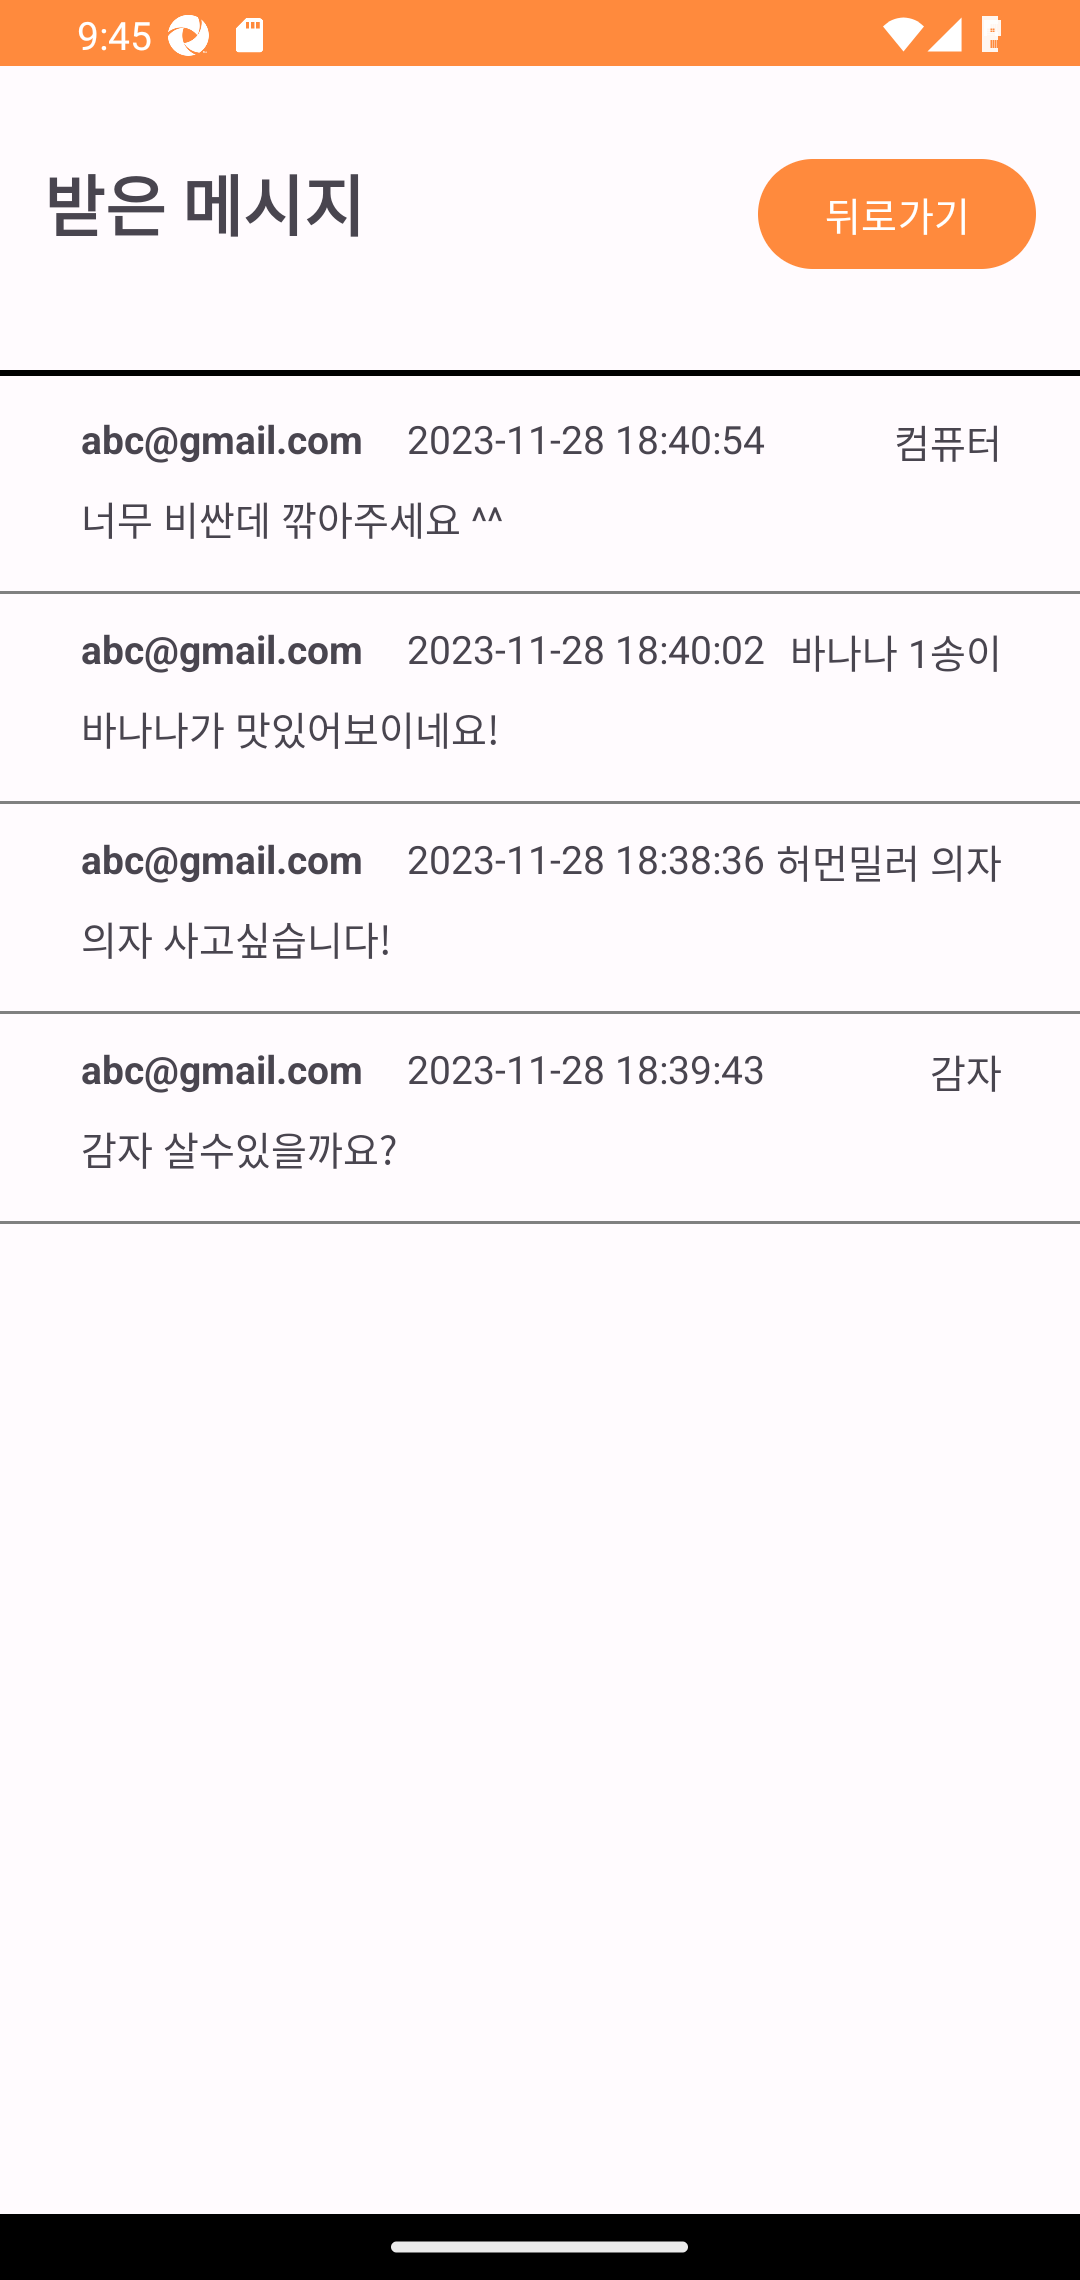 9:45
받은 메시지
뒤로가기
abc@gmail.com 2023-11-28 18:40:54 컴퓨터
너무 비싼데 깎아주세요 ^^
abc@gmail.com 2023-11-28 18:40:02 바나나 1송이
바나나가 맛있어보이네요!
abc@gmail.com 2023-11-28 18:38:36 허먼밀러 의자
의자 사고싶습니다!
abc@gmail.com 2023-11-28 18:39:43 감자
감자 살수있을까요?